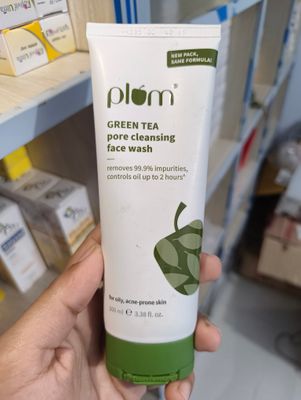 NEW PACK,
SAME FORMULA!
plum®
GREEN TEA
pore cleansing
face wash
removes 99.9% impurities,
controls oil up to 2 hours*
for oily, acne-prone skin
100 ml ℮ 3.38 fl. oz.